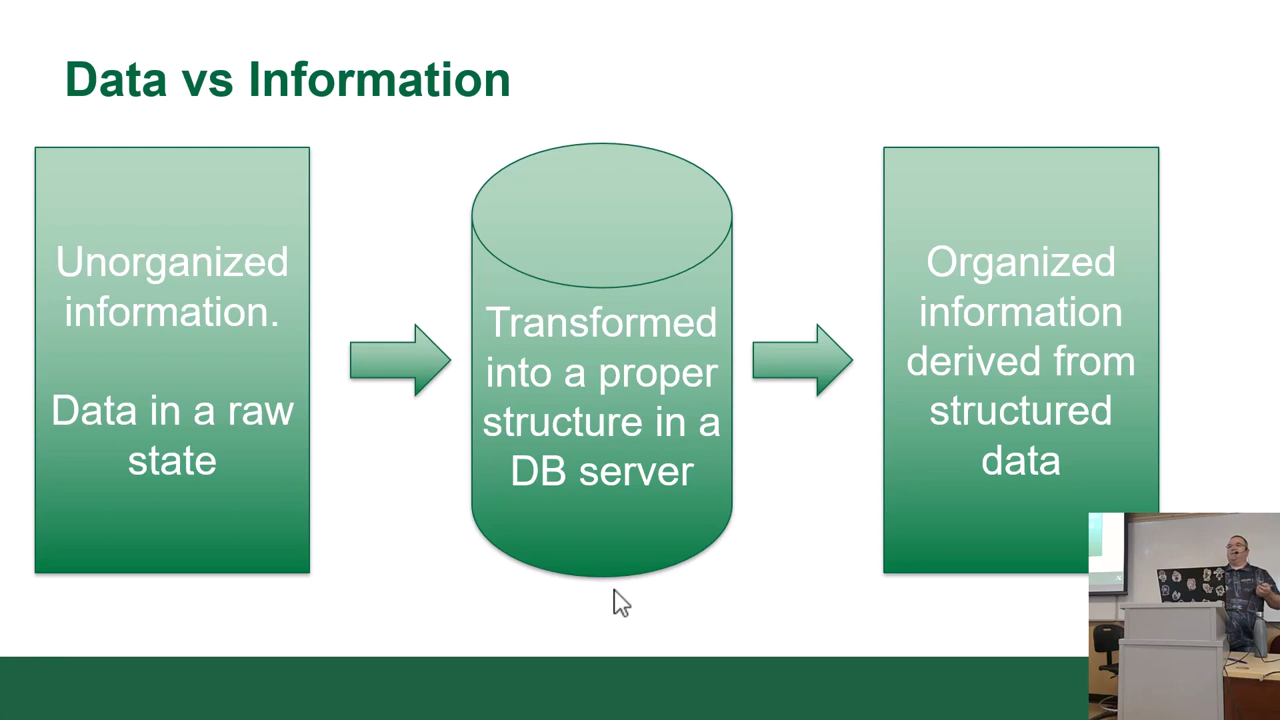 Data vs Information
Unorganized
information.
Data in a raw
state
Transformed
into a proper
structure in a
DB server
Organized
information
derived from
structured
data